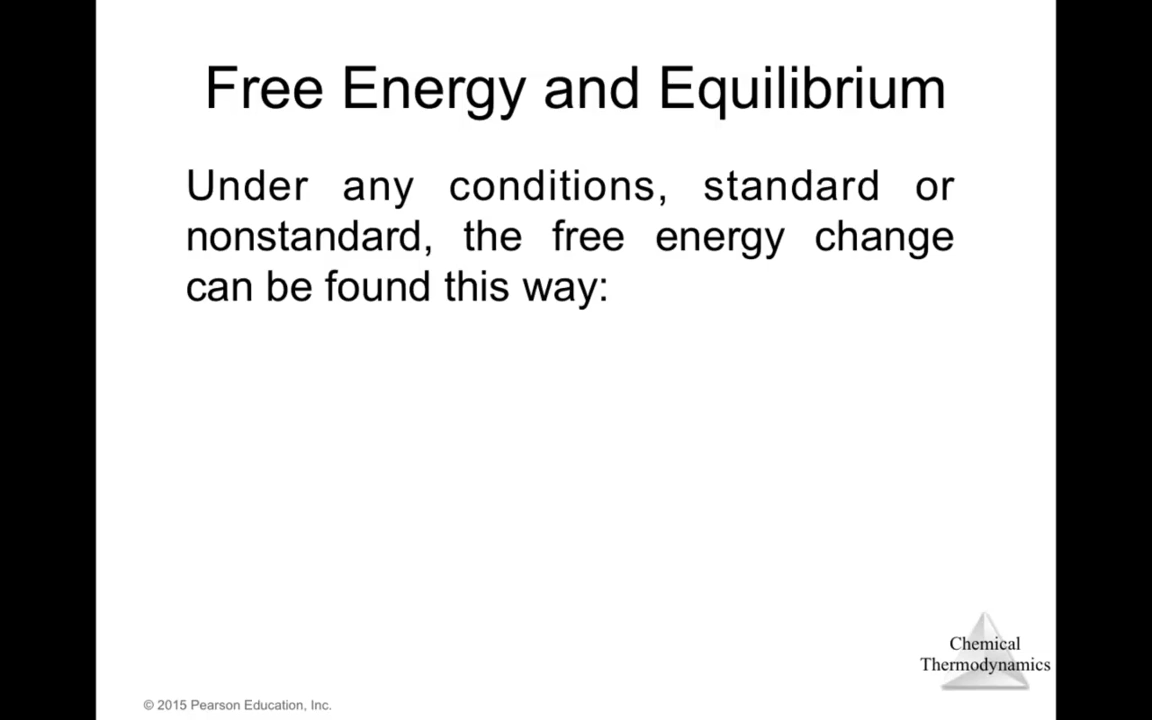 Free Energy and Equilibrium
Under any conditions, standard or
nonstandard, the free energy change
can be found this way:
Chemical
Thermodynamics
© 2015 Pearson Education, Inc.